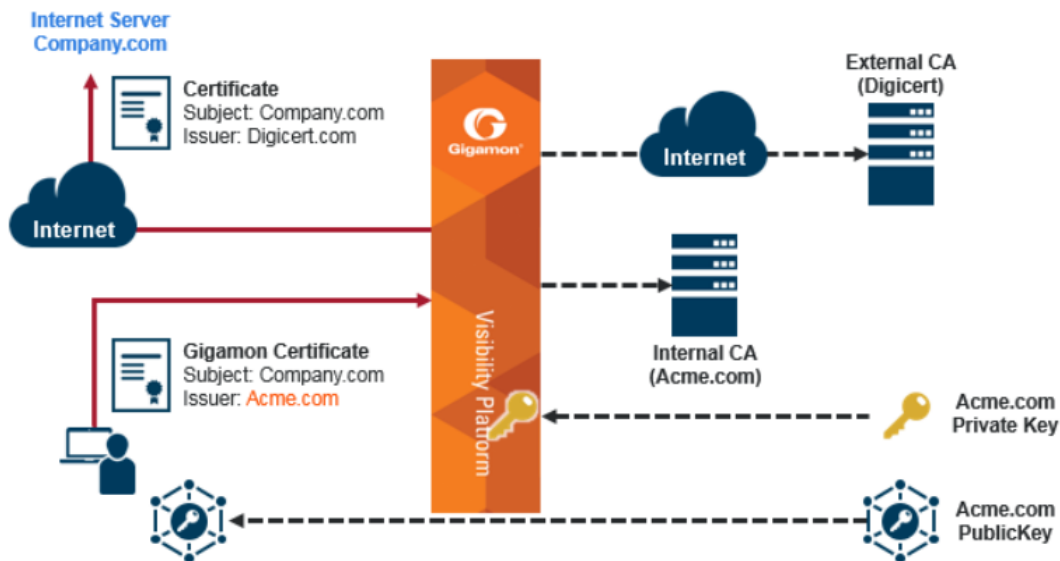 Internet Server
Company.com
Certificate
Subject: Company.com
Issuer: Digicert.com
Internet
Gigamon®
Internet
External CA
(Digicert)
Internal CA
(Acme.com)
Gigamon Certificate
Subject: Company.com
Issuer: Acme.com
Visibility Platform
Acme.com
Private Key
Acme.com
PublicKey